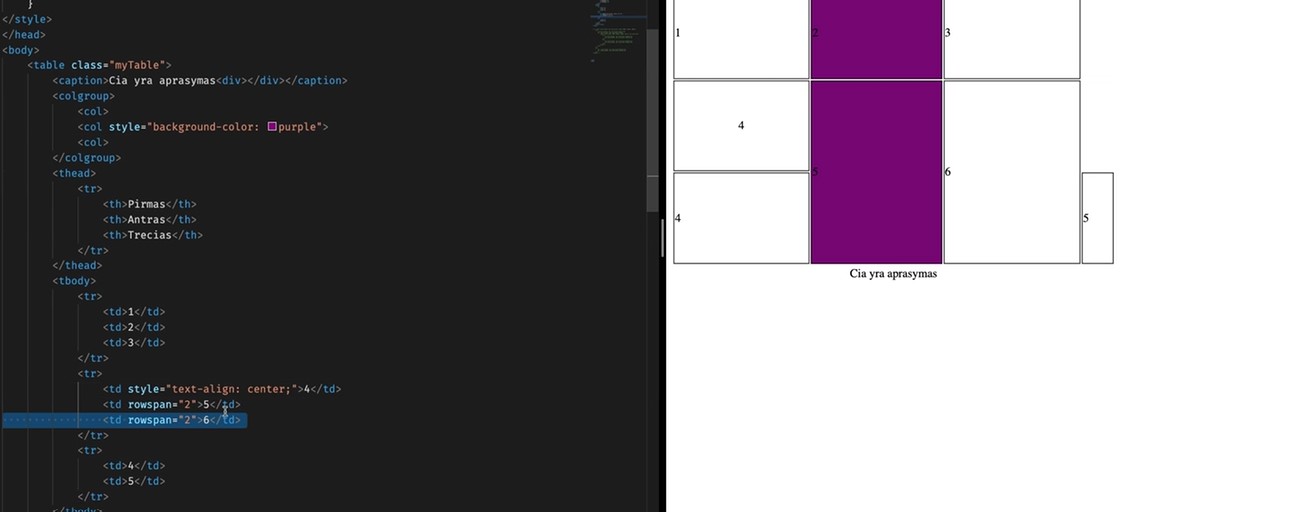 }
</style>
</head>
<body>
<table class="myTable">
<caption>Cia yra aprasymas<div></div></caption>
<colgroup>
<col>
<col style="background-color: purple">
<col>
</colgroup>
<thead>
<tr>
<th>Pirmas</th>
<th>Antras</th>
<th>Trecias</th>
</tr>
</thead>
<tbody>
<tr>
<td>1</td>
<td>2</td>
<td>3</td>
</tr>
<tr>
<td style="text-align: center;">4</td>
<td rowspan="2">5</td>
<td rowspan="2">6</td>
</tr>
<tr>
<td>4</td>
<td>5</td>
</tr>
1 2 3
4
5 6
4 5
Cia yra aprasymas